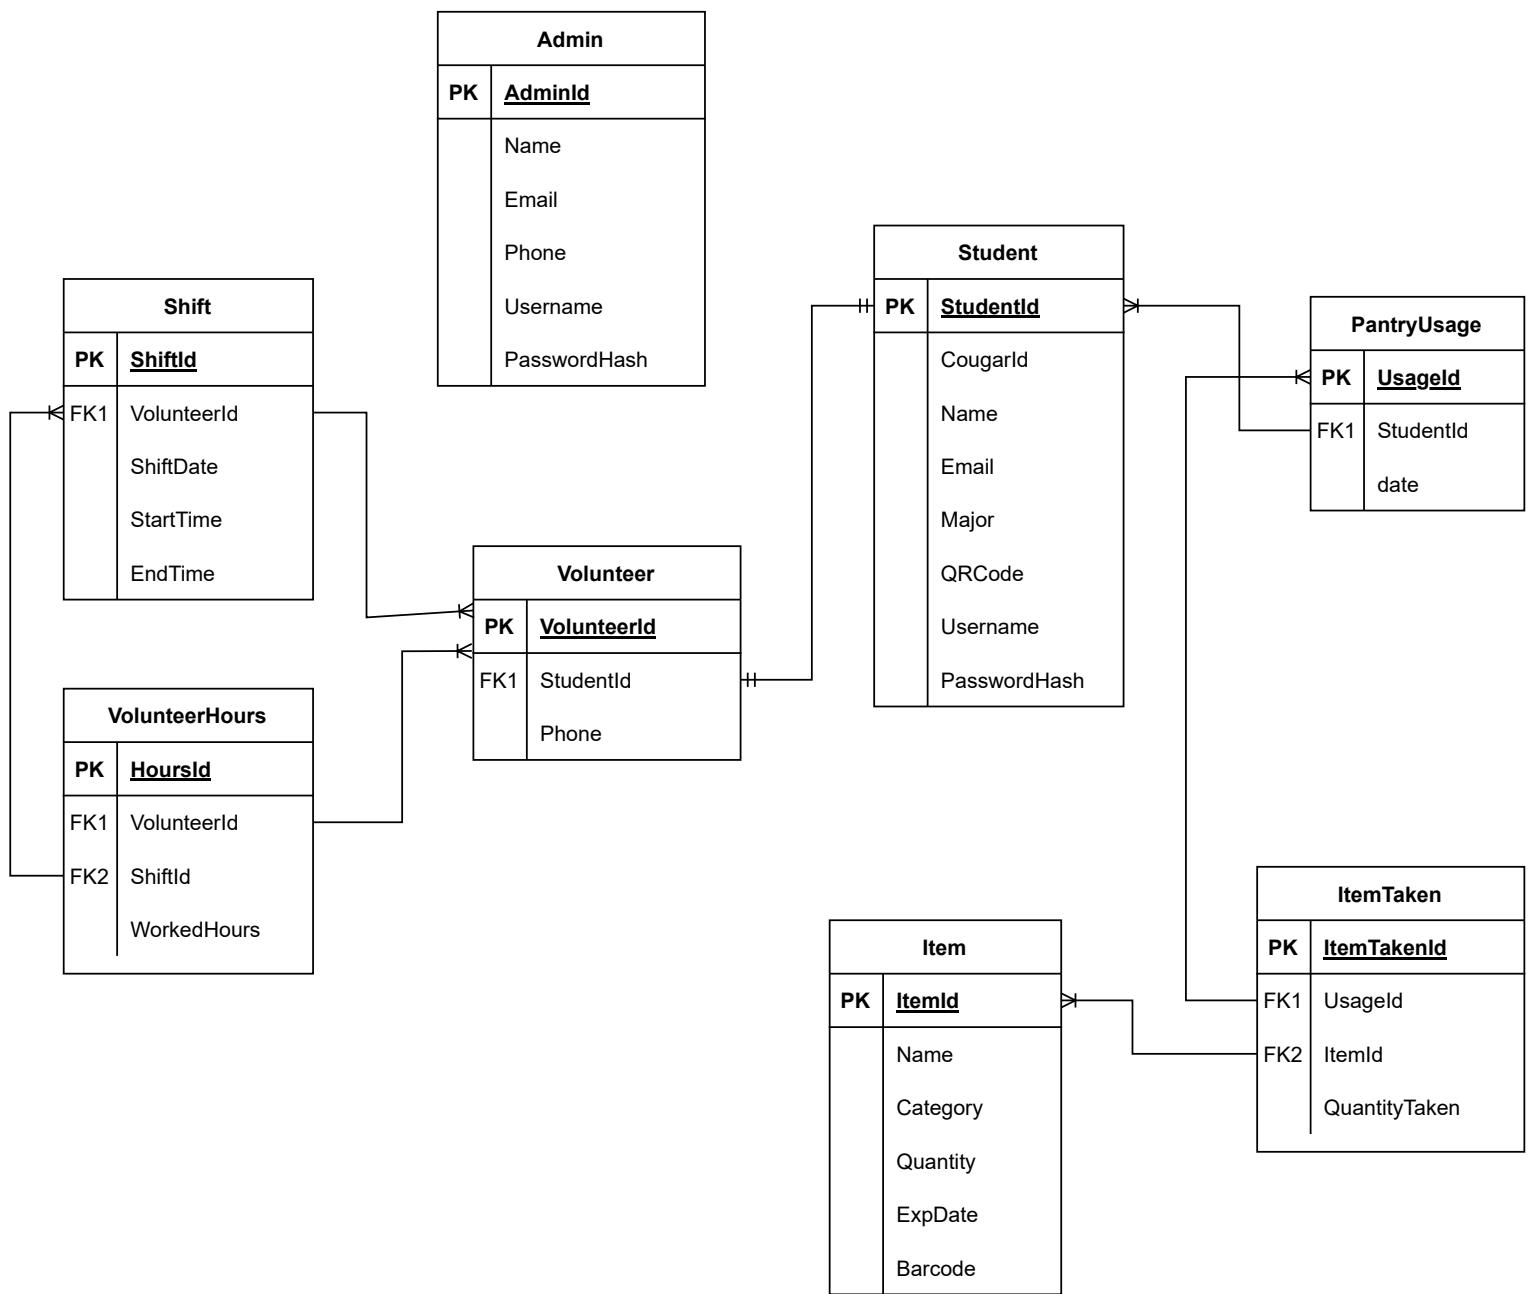 Admin
PK AdminId
Name
Email
Phone
Username
PasswordHash
Student
PK StudentId
CougarId
Name
Email
Major
QRCode
Username
PasswordHash
Shift
PK ShiftId
FK1 VolunteerId
ShiftDate
StartTime
EndTime
PantryUsage
PK UsageId
FK1 StudentId
date
Volunteer
PK VolunteerId
FK1 StudentId
Phone
VolunteerHours
PK HoursId
FK1 VolunteerId
FK2 ShiftId
WorkedHours
Item
PK ItemId
Name
Category
Quantity
ExpDate
Barcode
ItemTaken
PK ItemTakenId
FK1 UsageId
FK2 ItemId
QuantityTaken